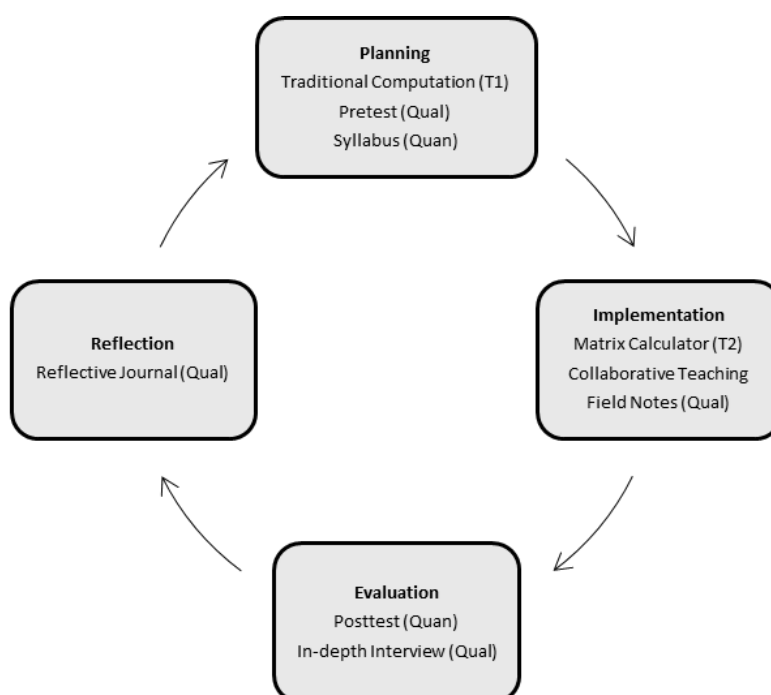 Planning
Traditional Computation (T1)
Pretest (Qual)
Syllabus (Quan)
Implementation
Matrix Calculator (T2)
Collaborative Teaching
Field Notes (Qual)
Evaluation
Posttest (Quan)
In-depth Interview (Qual)
Reflection
Reflective Journal (Qual)